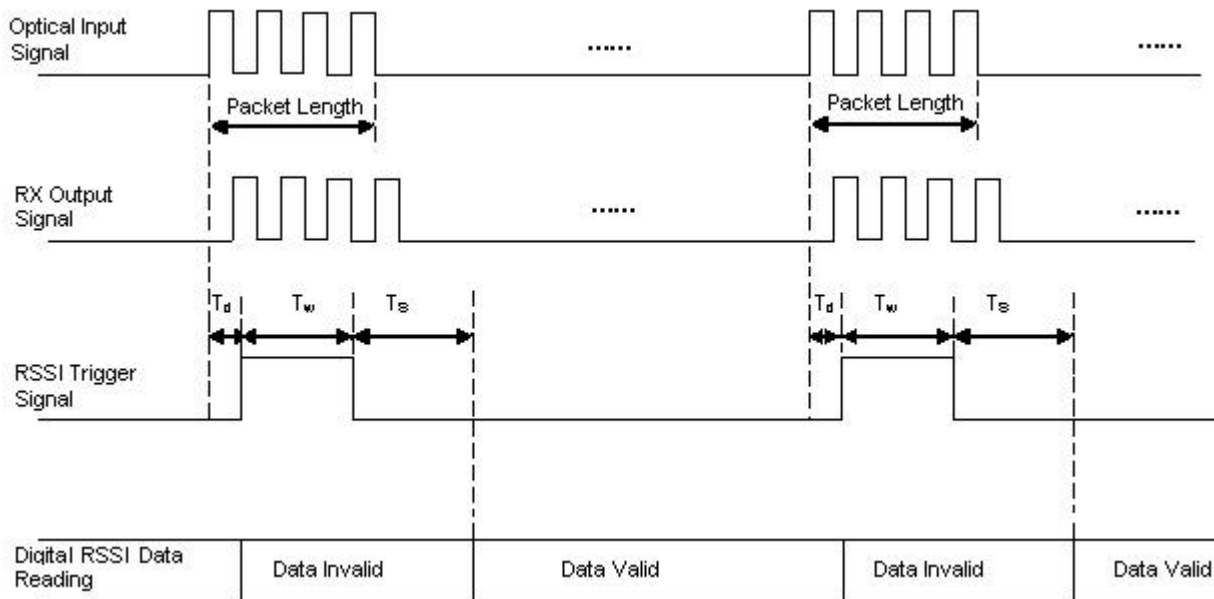 Optical Input
Signal
......
......
Packet Length
Packet Length
RX Output
Signal
......
......
Td
Tw
TS
Td
Tw
TS
RSSI Trigger
Signal
Digital RSSI Data
Reading
Data Invalid
Data Valid
Data Invalid
Data Valid